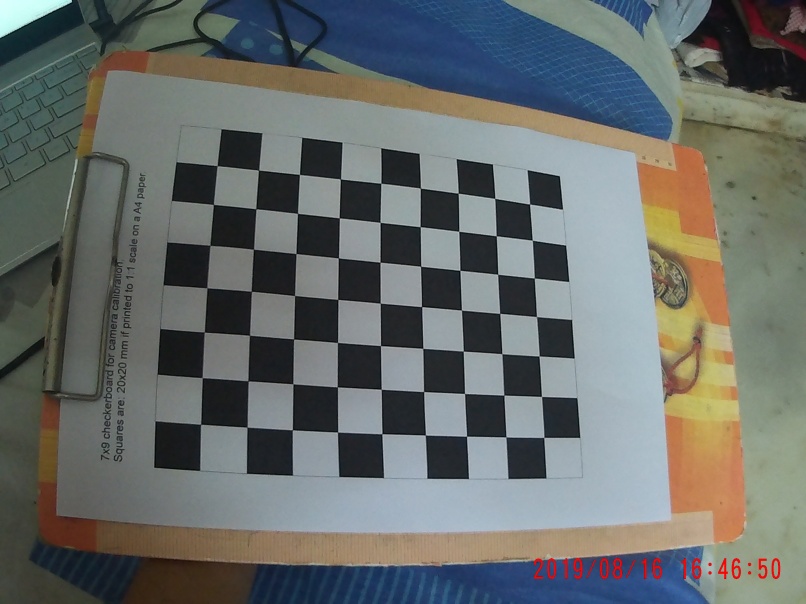 7x9 checkerboard for camera calibration.
Squares are: 20x20 mm if printed to 1:1 scale on a A4 paper
2019/08/16 16:46:50